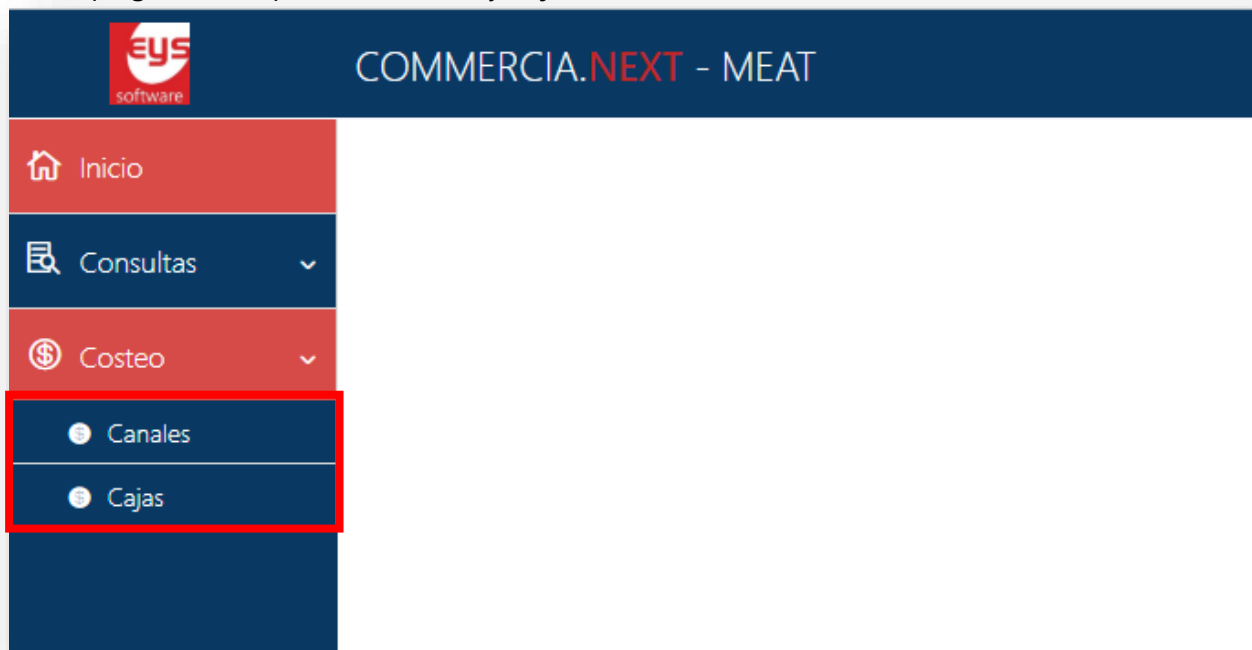 eys
software
COMMERCIA.NEXT - MEAT
Inicio
Consultas
Costeo
Canales
Cajas